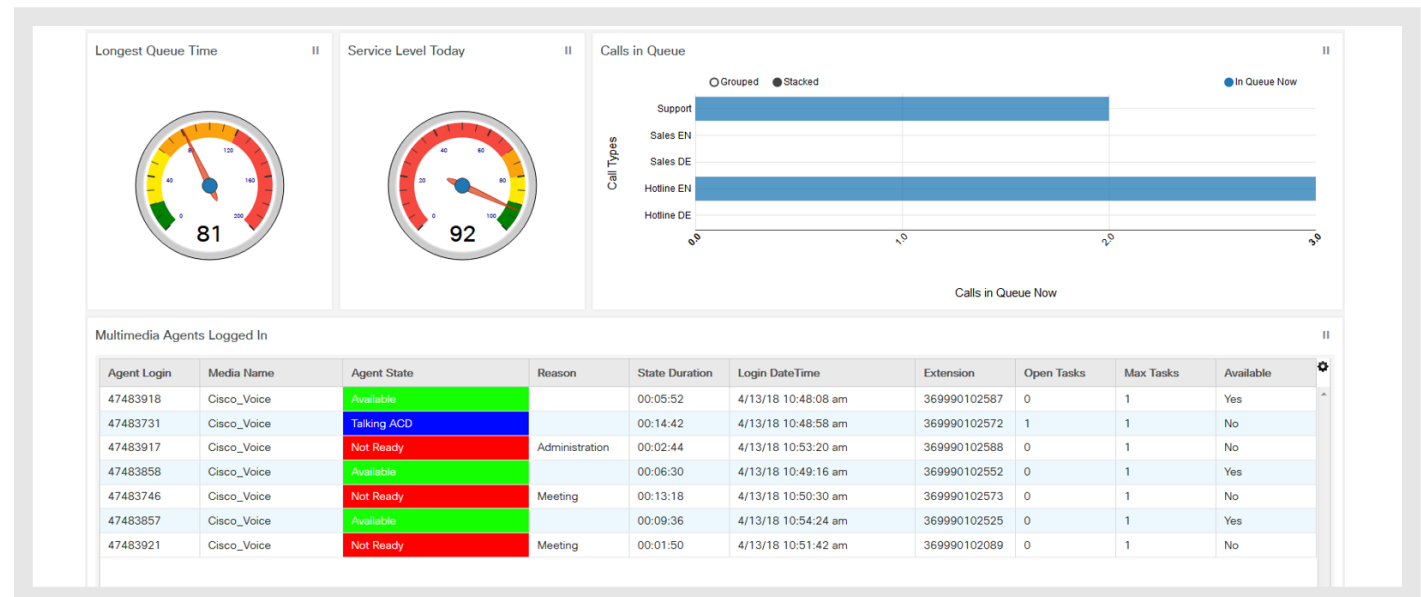 Longest Queue Time
0
40
80
120
160
200
81
Service Level Today
0
20
40
60
80
100
92
Calls in Queue
Grouped Stacked In Queue Now
Call Types
Support
Sales EN
Sales DE
Hotline EN
Hotline DE
0.0 1.0 2.0 3.0
Calls in Queue Now
Multimedia Agents Logged In
Agent Login Media Name Agent State Reason State Duration Login DateTime Extension Open Tasks Max Tasks Available
47483918 Cisco_Voice Available 00:05:52 4/13/18 10:48:08 am 369990102587 0 1 Yes
47483731 Cisco_Voice Talking ACD 00:14:42 4/13/18 10:48:58 am 369990102572 1 1 No
47483917 Cisco_Voice Not Ready Administration 00:02:44 4/13/18 10:53:20 am 369990102588 0 1 No
47483858 Cisco_Voice Available 00:06:30 4/13/18 10:49:16 am 369990102552 0 1 Yes
47483746 Cisco_Voice Not Ready Meeting 00:13:18 4/13/18 10:50:30 am 369990102573 0 1 No
47483857 Cisco_Voice Available 00:09:36 4/13/18 10:54:24 am 369990102525 0 1 Yes
47483921 Cisco_Voice Not Ready Meeting 00:01:50 4/13/18 10:51:42 am 369990102089 0 1 No